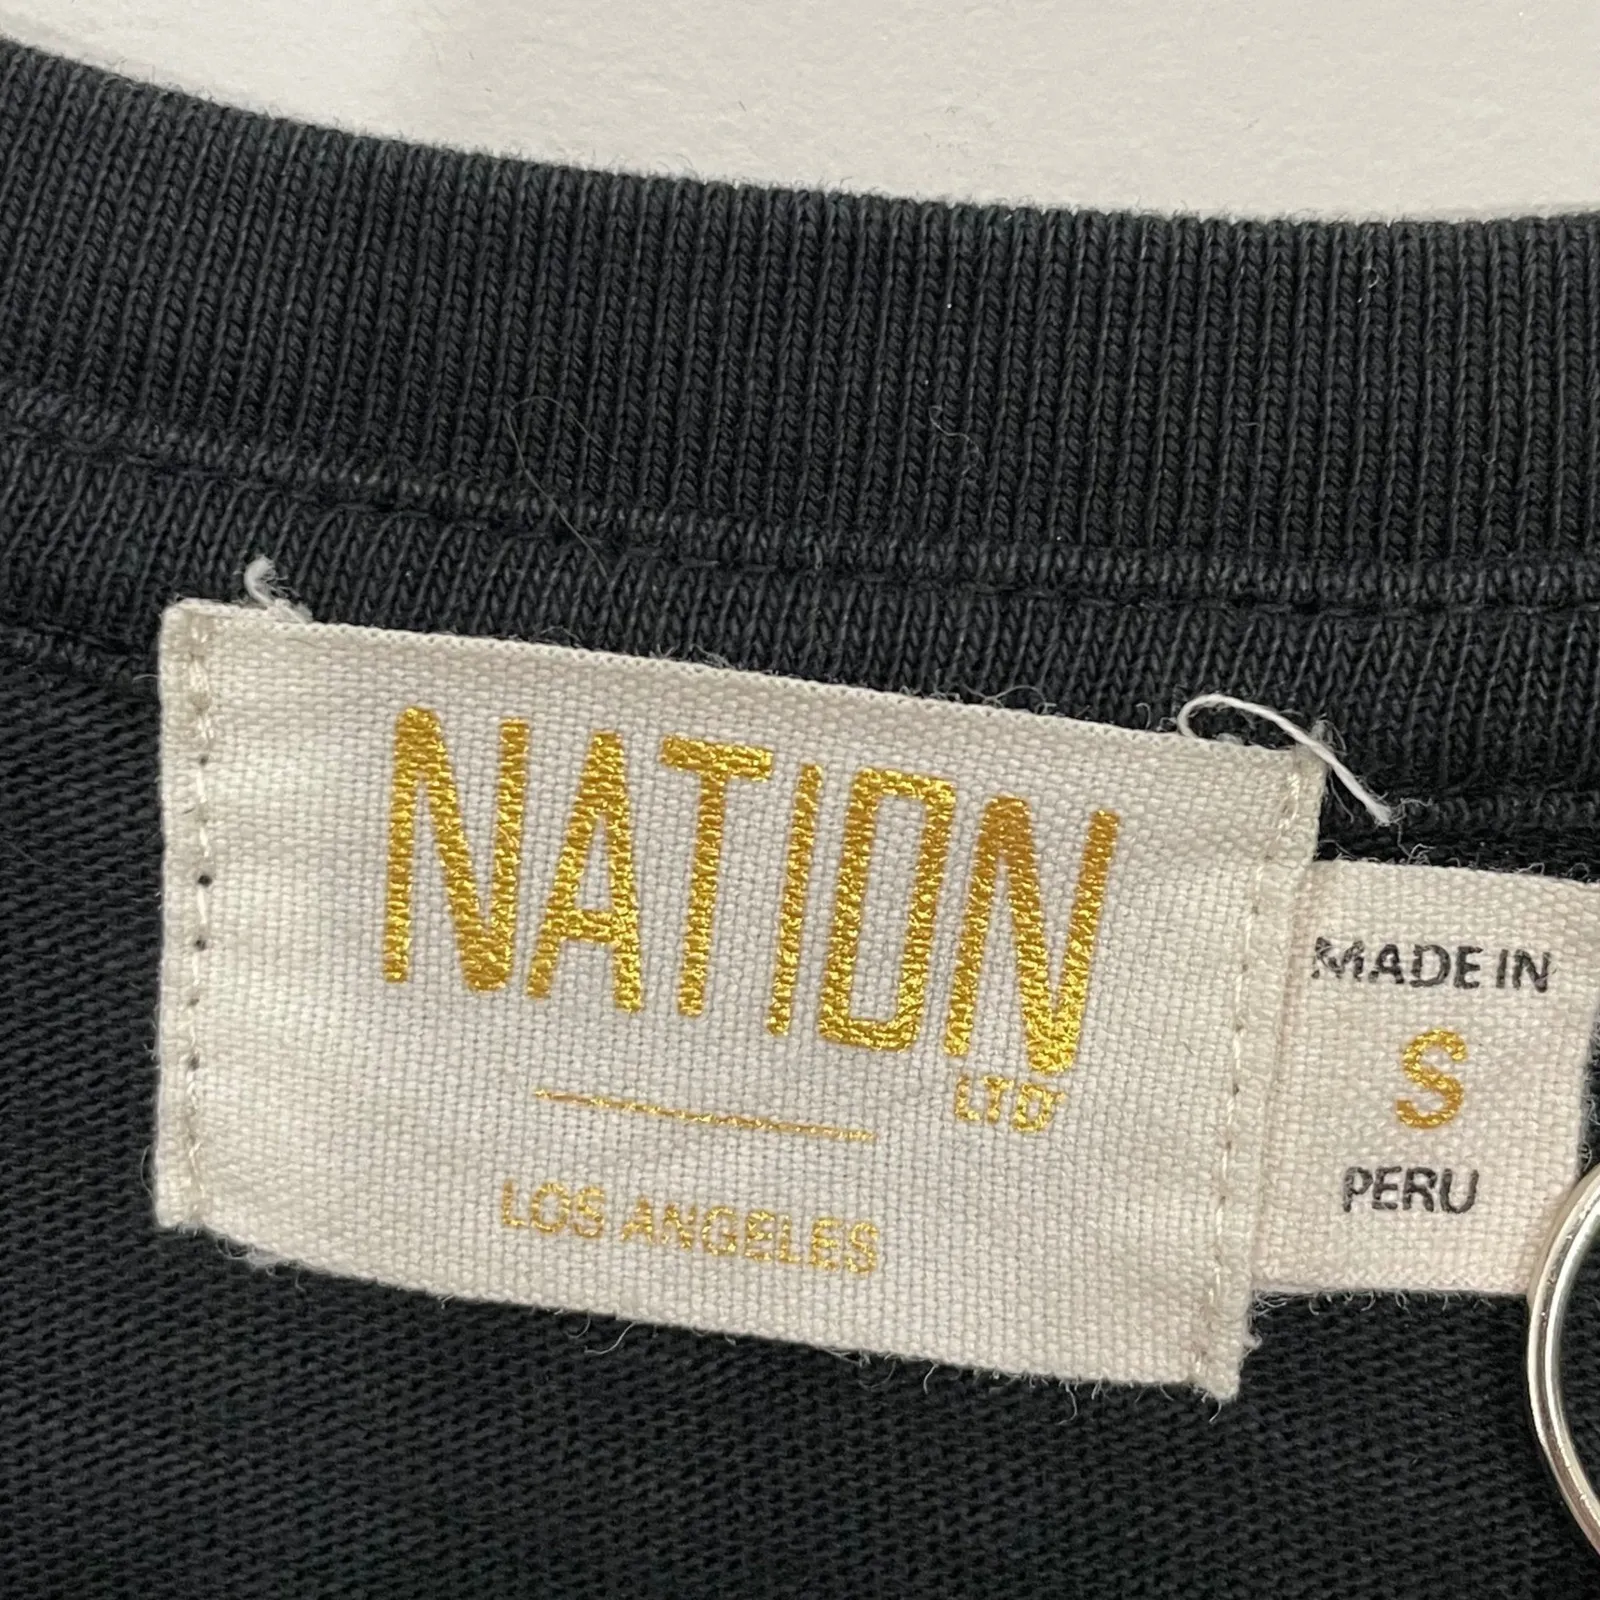 NATION
LTD
LOS ANGELES
MADE IN
S
PERU